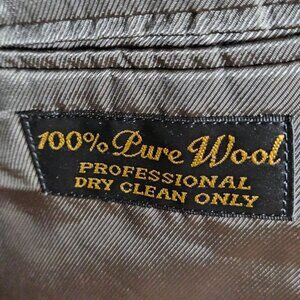 100% Pure Wool
PROFESSIONAL
DRY CLEAN ONLY